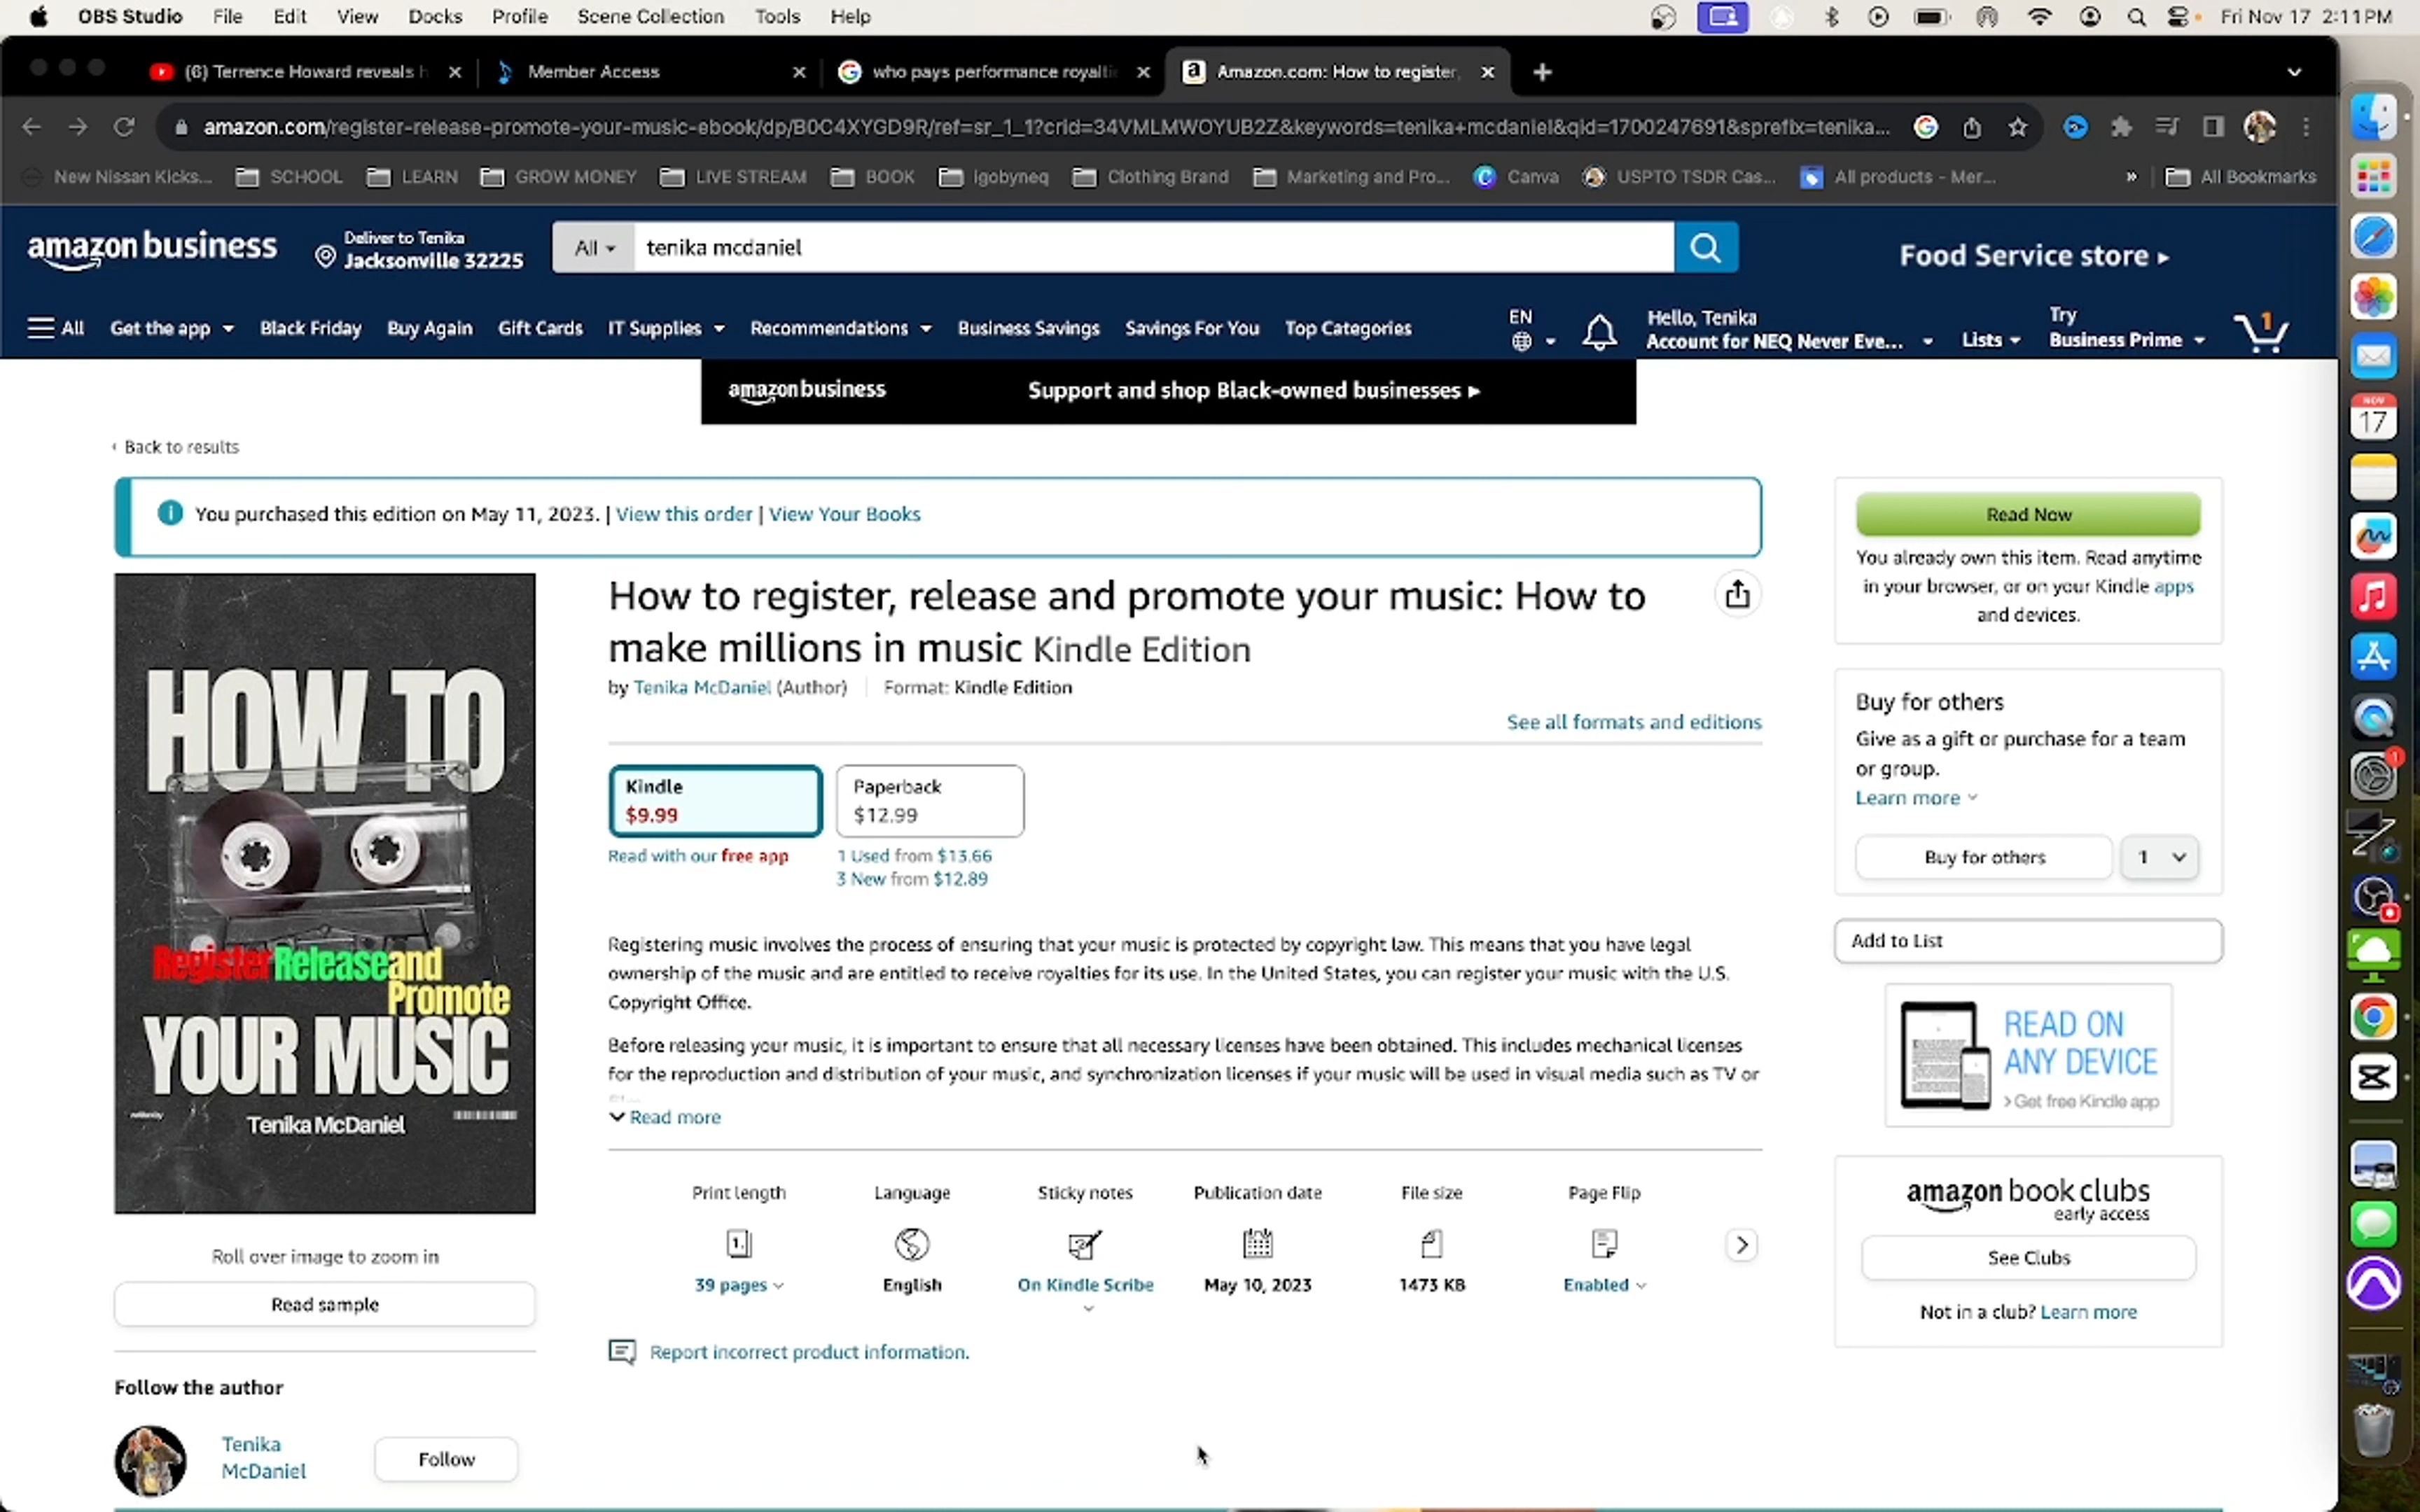 OBS Studio File Edit View Docks Profile Scene Collection Tools Help Fri Nov 17 2:11PM
(6) Terrence Howard reveals h Member Access who pays performance royalti Amazon.com: How to register,
amazon.com/register-release-promote-your-music-ebook/dp/B0C4XYGD9R/ref=sr_1_1?crid=34VMLMWOYUB2Z&keywords=tenika+mcdaniel&qid=1700247691&sprefix=tenika...
New Nissan Kicks... SCHOOL LEARN GROW MONEY LIVE STREAM BOOK Igobyneq Clothing Brand Marketing and Pro... Canva USPTO TSDR Cas... All products - Mer... » All Bookmarks
amazon business
Deliver to Tenika
Jacksonville 32225
All
tenika mcdaniel
Food Service store ▸
All Get the app Black Friday Buy Again Gift Cards IT Supplies Recommendations Business Savings Savings For You Top Categories
EN
Hello, Tenika
Account for NEQ Never Eve...
Lists
Try
Business Prime
1
amazon business Support and shop Black-owned businesses ▸
‹ Back to results
You purchased this edition on May 11, 2023. | View this order | View Your Books
HOW TO
Register Release and
Promote
YOUR MUSIC
Tenika McDaniel
Roll over image to zoom in
Read sample
Follow the author
Tenika
McDaniel
Follow
How to register, release and promote your music: How to
make millions in music Kindle Edition
by Tenika McDaniel (Author) Format: Kindle Edition
See all formats and editions
Kindle
$9.99
Read with our free app
Paperback
$12.99
1 Used from $13.66
3 New from $12.89
Registering music involves the process of ensuring that your music is protected by copyright law. This means that you have legal
ownership of the music and are entitled to receive royalties for its use. In the United States, you can register your music with the U.S.
Copyright Office.
Before releasing your music, it is important to ensure that all necessary licenses have been obtained. This includes mechanical licenses
for the reproduction and distribution of your music, and synchronization licenses if your music will be used in visual media such as TV or
Read more
Print length Language Sticky notes Publication date File size Page Flip
39 pages English On Kindle Scribe May 10, 2023 1473 KB Enabled
Report incorrect product information.
Read Now
You already own this item. Read anytime
in your browser, or on your Kindle apps
and devices.
Buy for others
Give as a gift or purchase for a team
or group.
Learn more
Buy for others 1
Add to List
READ ON
ANY DEVICE
› Get free Kindle app
amazon book clubs
early access
See Clubs
Not in a club? Learn more
NOV
17
1